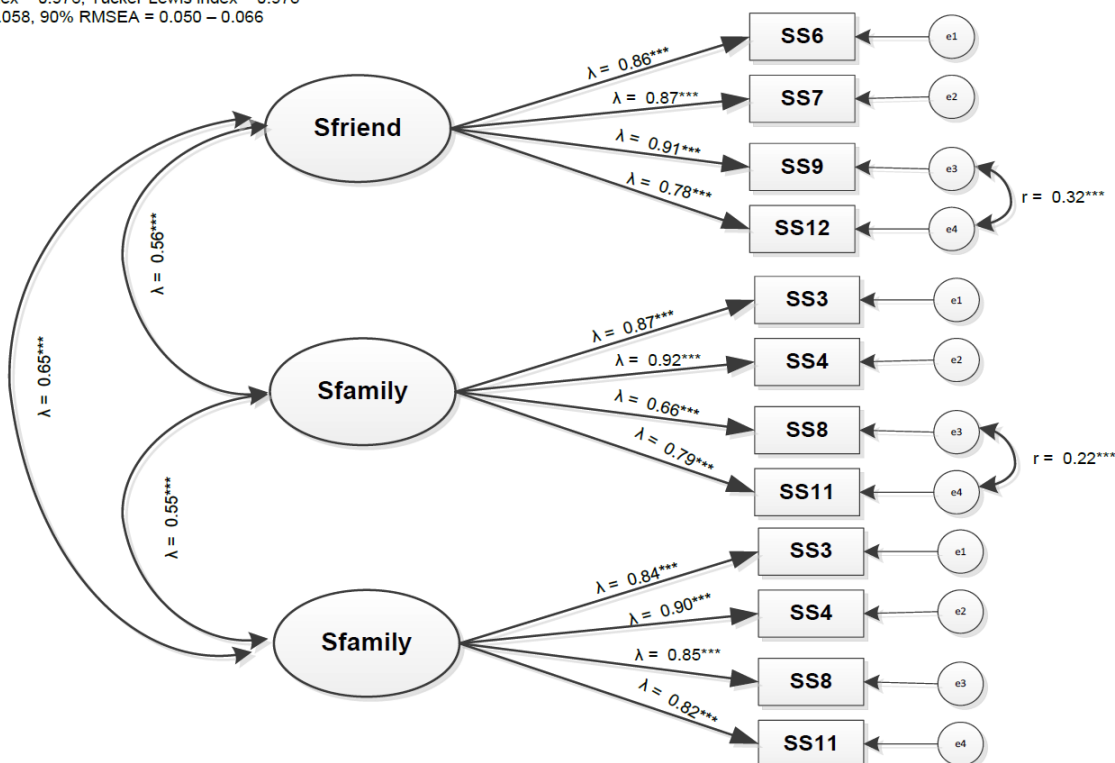 .058, 90% RMSEA = 0.050 – 0.066
Sfriend
λ = 0.86***
SS6
e1
λ = 0.87***
SS7
e2
λ = 0.91***
SS9
e3
λ = 0.78***
SS12
e4
r = 0.32***
λ = 0.56***
λ = 0.65***
Sfamily
λ = 0.87***
SS3
e1
λ = 0.92***
SS4
e2
λ = 0.66***
SS8
e3
λ = 0.79***
SS11
e4
r = 0.22***
λ = 0.55***
Sfamily
λ = 0.84***
SS3
e1
λ = 0.90***
SS4
e2
λ = 0.85***
SS8
e3
λ = 0.82***
SS11
e4